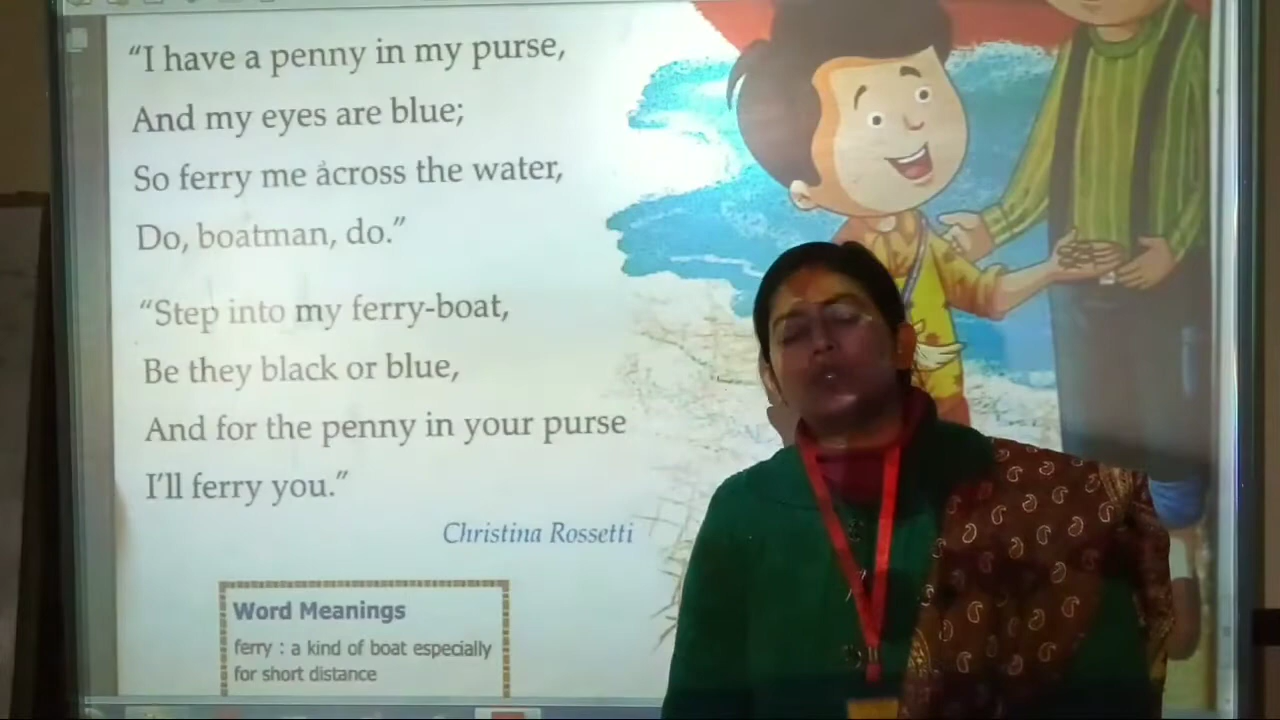 “I have a penny in my purse,
And my eyes are blue;
So ferry me across the water,
Do, boatman, do.”
“Step into my ferry-boat,
Be they black or blue,
And for the penny in your purse
I’ll ferry you.”
Christina Rossetti
Word Meanings
ferry : a kind of boat especially
for short distance